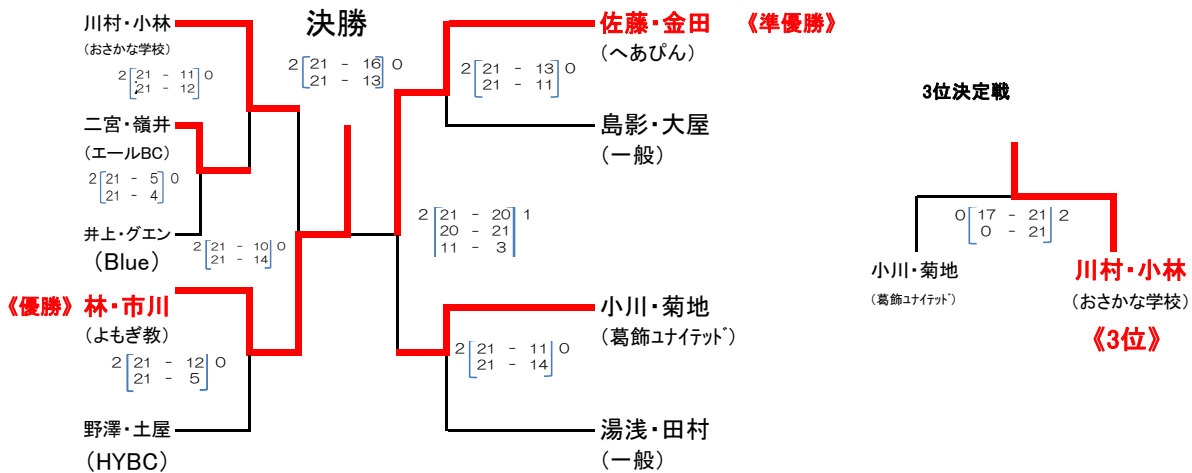 決勝
川村・小林
(おさかな学校)
2 21 - 11 0
21 - 12
二宮・嶺井
(エールBC)
2 21 - 5 0
21 - 4
井上・グエン
(Blue)
2 21 - 10 0
21 - 14
《優勝》 林・市川
(よもぎ教)
2 21 - 12 0
21 - 5
野澤・土屋
(HYBC)
2 21 - 16 0
21 - 13
佐藤・金田 《準優勝》
(へあぴん)
2 21 - 13 0
21 - 11
島影・大屋
(一般)
2 21 - 20 1
20 - 21
11 - 3
小川・菊地
(葛飾ユナイテッド)
2 21 - 11 0
21 - 14
湯浅・田村
(一般)
3位決定戦
0 17 - 21 2
0 - 21
小川・菊地
(葛飾ユナイテッド)
川村・小林
(おさかな学校)
《3位》